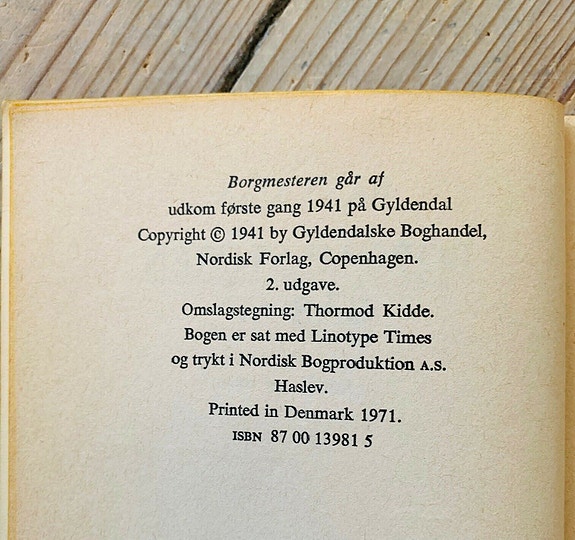 Borgmesteren går af
udkom første gang 1941 på Gyldendal
Copyright © 1941 by Gyldendalske Boghandel,
Nordisk Forlag, Copenhagen.
2. udgave.
Omslagstegning: Thormod Kidde.
Bogen er sat med Linotype Times
og trykt i Nordisk Bogproduktion A.S.
Haslev.
Printed in Denmark 1971.
ISBN 87 00 13981 5